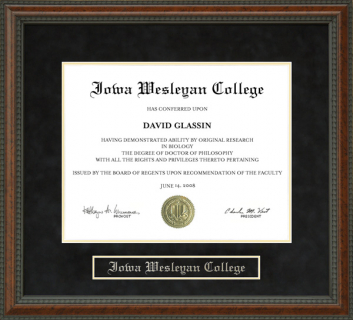 Iowa Wesleyan College
HAS CONFERRED UPON
DAVID GLASSIN
HAVING DEMONSTRATED ABILITY BY ORIGINAL RESEARCH
IN BIOLOGY
THE DEGREE OF DOCTOR OF PHILOSOPHY
WITH ALL THE RIGHTS AND PRIVILEGES THERETO PERTAINING
ISSUED BY THE BOARD OF REGENTS UPON RECOMMENDATION OF THE FACULTY
JUNE 14, 2006
PROVOST
PRESIDENT
Iowa Wesleyan College